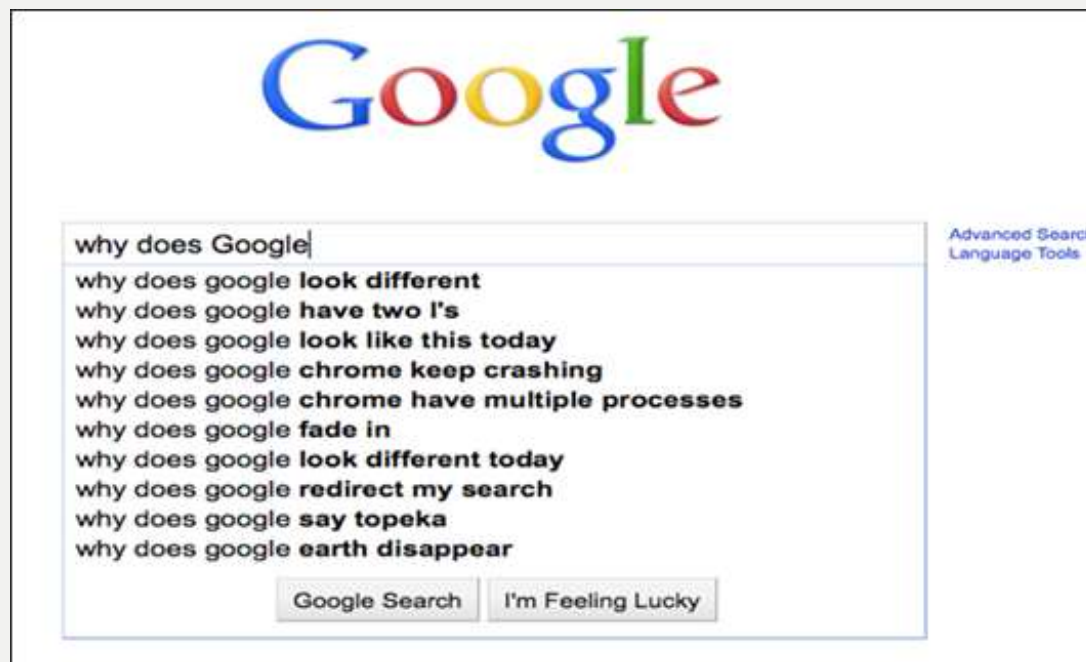 Google
why does Google
Advanced Searc
Language Tools
why does google look different
why does google have two l's
why does google look like this today
why does google chrome keep crashing
why does google chrome have multiple processes
why does google fade in
why does google look different today
why does google redirect my search
why does google say topeka
why does google earth disappear
Google Search
I'm Feeling Lucky